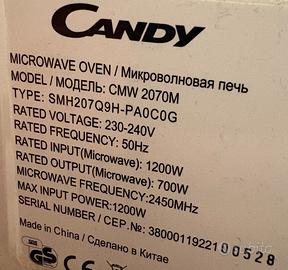 CANDY
MICROWAVE OVEN / Микроволновая печь
MODEL / МОДЕЛЬ: CMW 2070M
TYPE: SMH207Q9H-PA0C0G
RATED VOLTAGE: 230-240V
RATED FREQUENCY: 50Hz
RATED INPUT(Microwave): 1200W
RATED OUTPUT(Microwave): 700W
MICROWAVE FREQUENCY: 2450MHz
MAX INPUT POWER: 1200W
SERIAL NUMBER / СЕР.№: 3800011922100528
Made in China / Сделано в Китае
GS